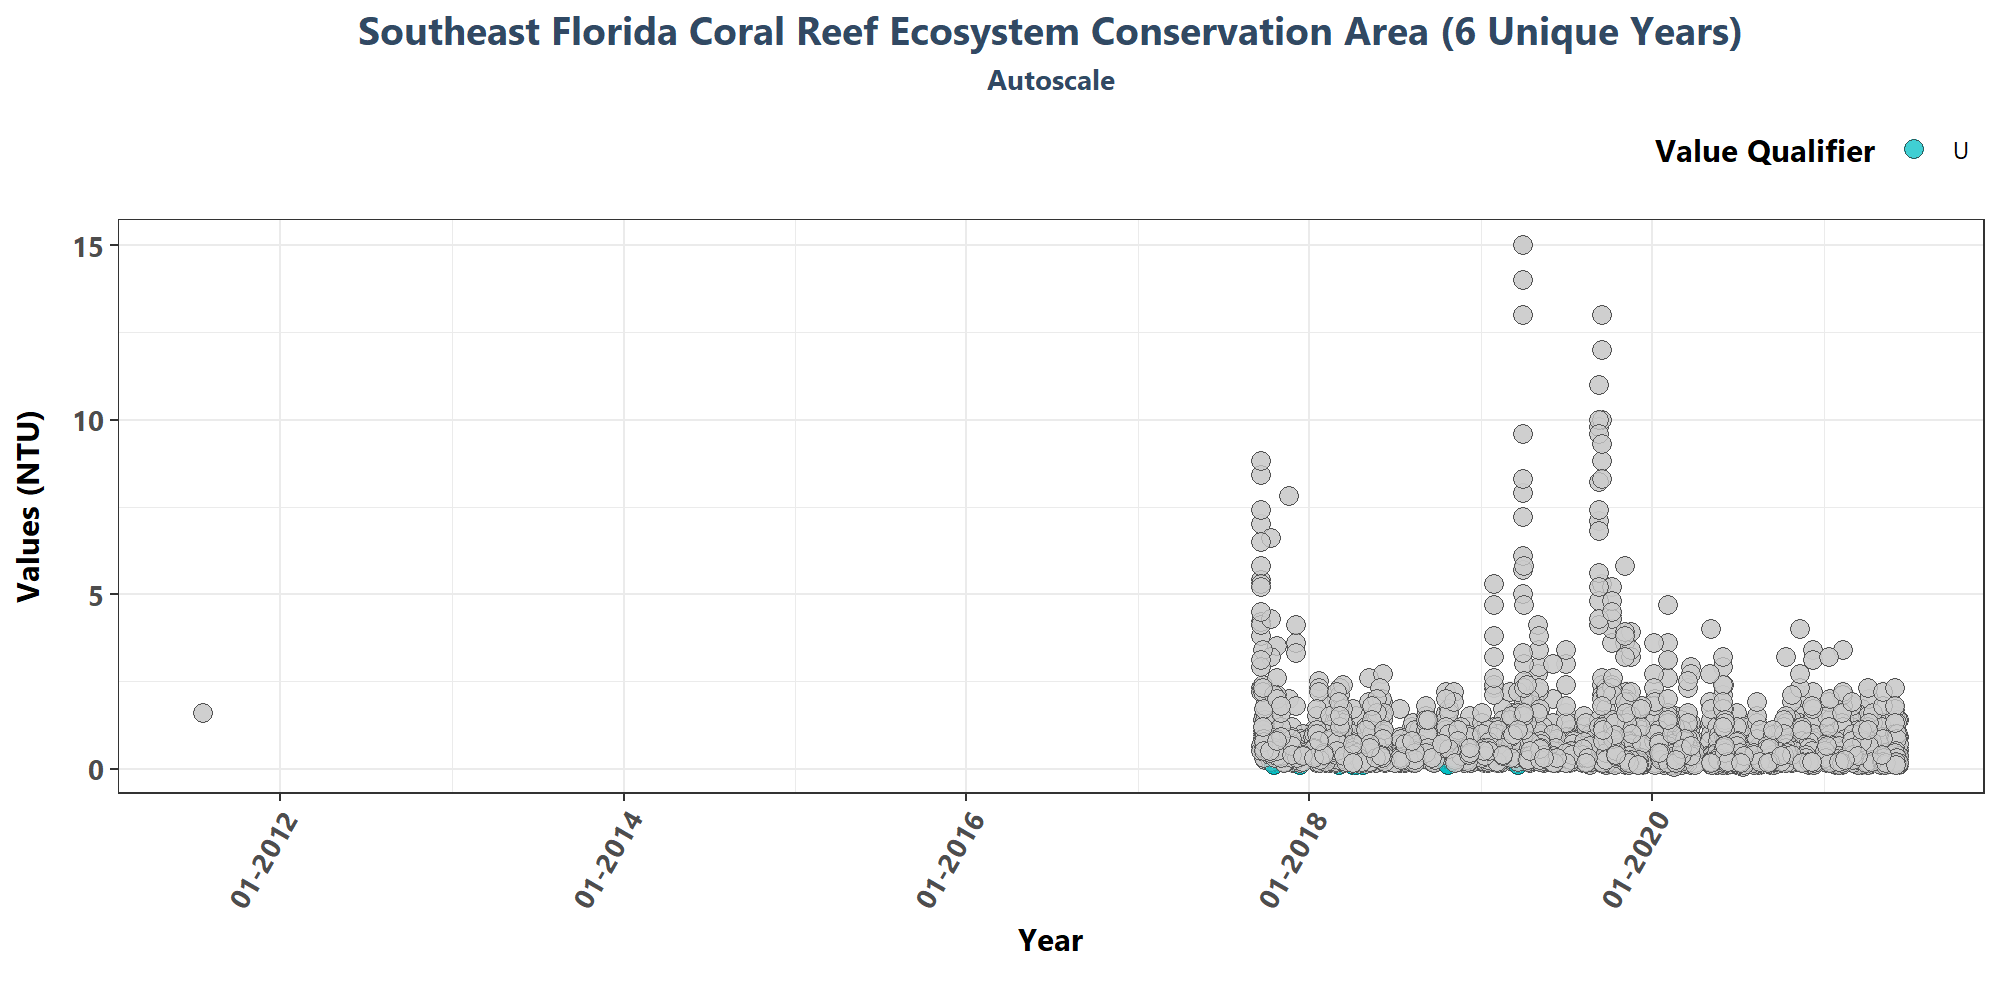 Southeast Florida Coral Reef Ecosystem Conservation Area (6 Unique Years)
Autoscale
Value Qualifier U
Values (NTU)
15
10
5
0
01-2012 01-2014 01-2016 01-2018 01-2020
Year